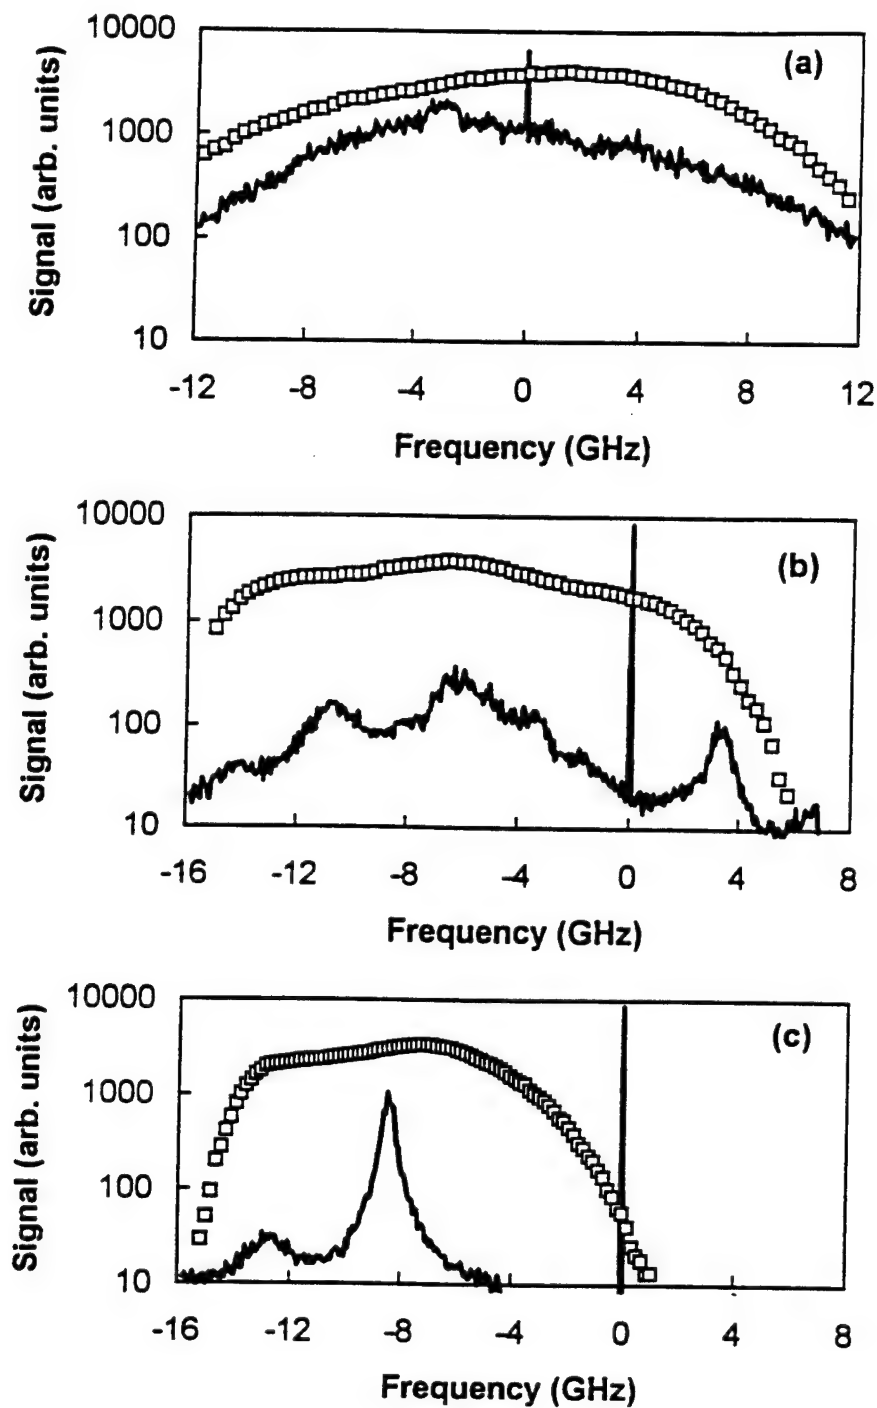 (a)
Signal (arb. units)
10000
1000
100
10
-12 -8 -4 0 4 8 12
Frequency (GHz)
(b)
Signal (arb. units)
10000
1000
100
10
-16 -12 -8 -4 0 4 8
Frequency (GHz)
(c)
Signal (arb. units)
10000
1000
100
10
-16 -12 -8 -4 0 4 8
Frequency (GHz)